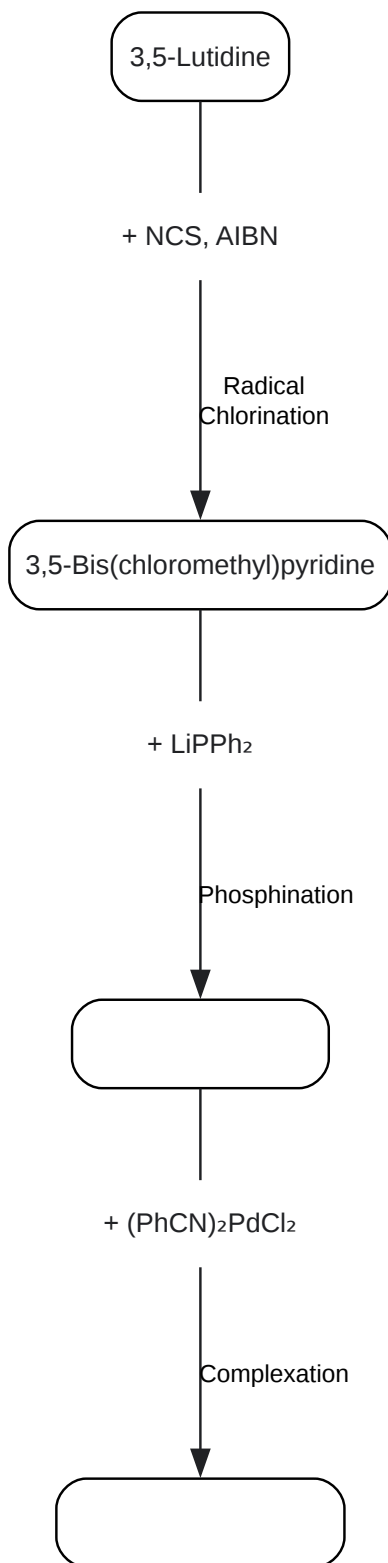 3,5-Lutidine
+ NCS, AIBN
Radical
Chlorination
3,5-Bis(chloromethyl)pyridine
+ LiPPh₂
Phosphination
+ (PhCN)₂PdCl₂
Complexation